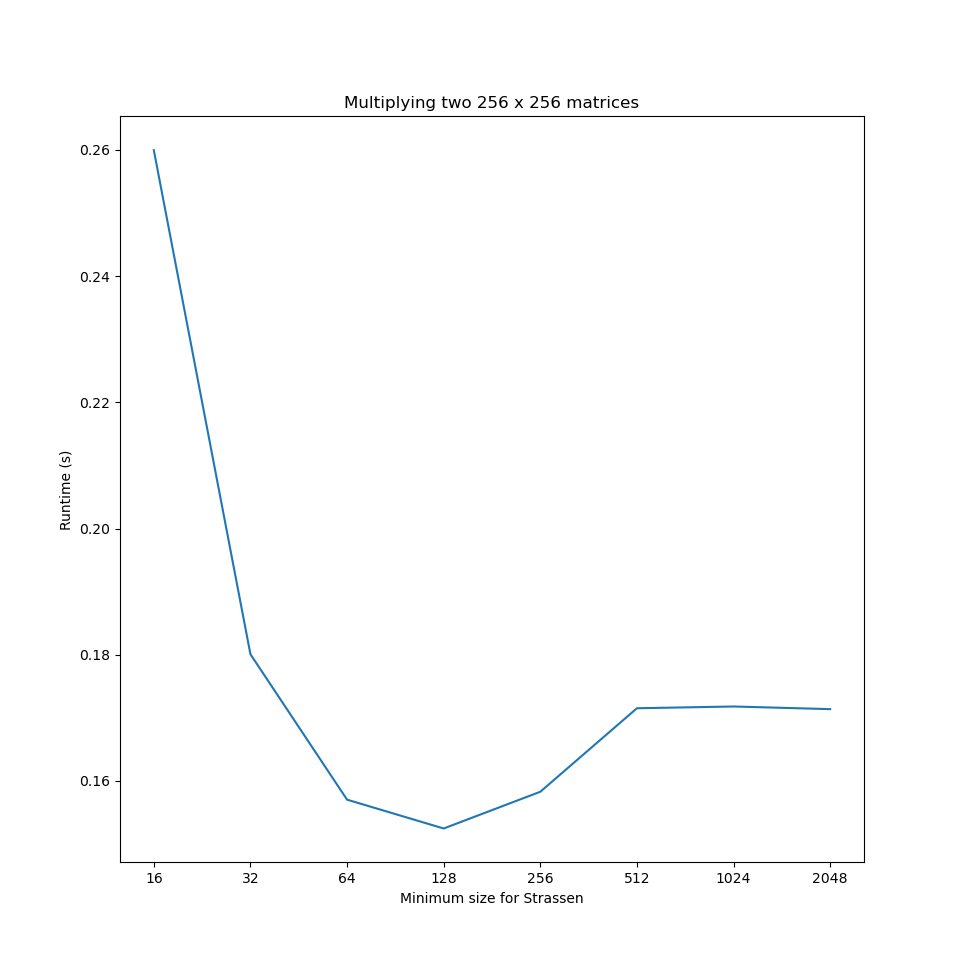 Multiplying two 256 x 256 matrices
0.26
0.24
0.22
0.20
0.18
0.16
Runtime (s)
16 32 64 128 256 512 1024 2048
Minimum size for Strassen